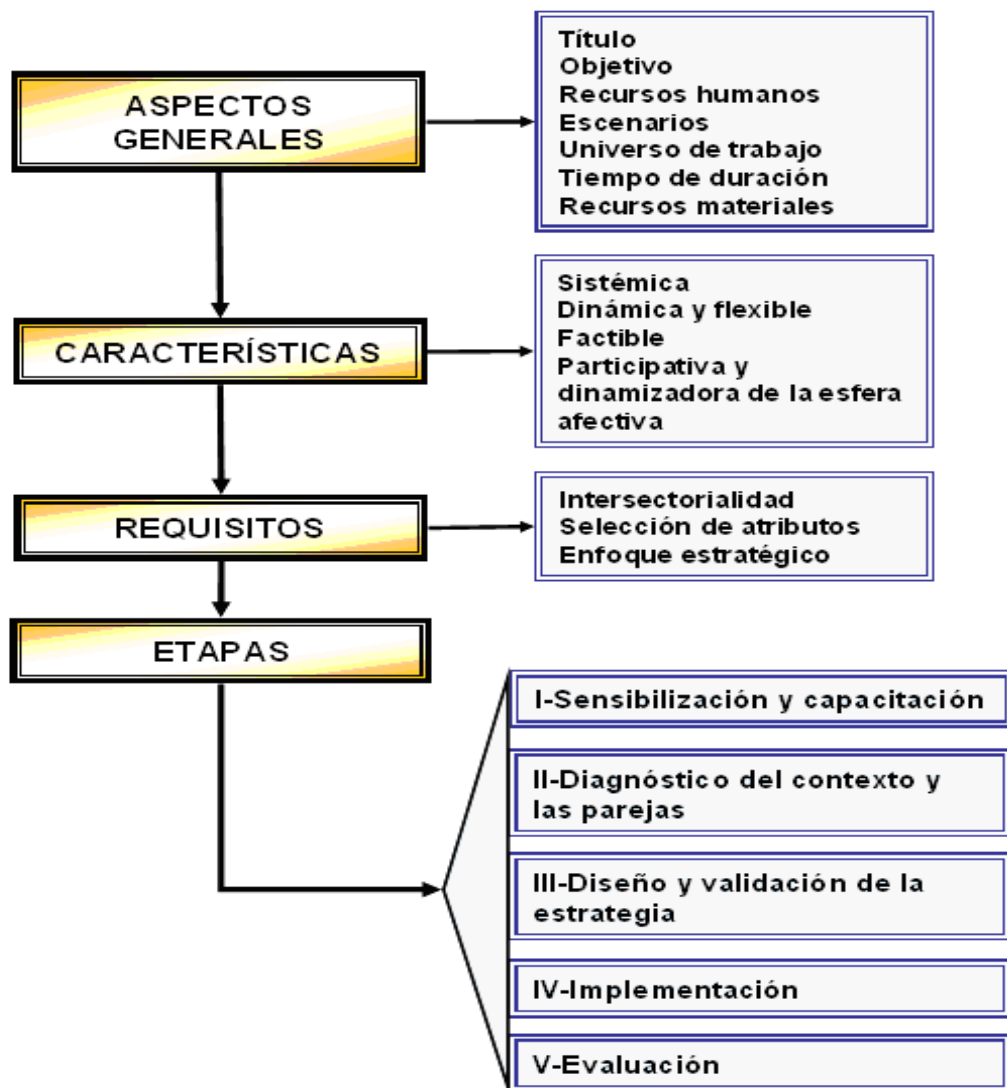 ASPECTOS
GENERALES
Título
Objetivo
Recursos humanos
Escenarios
Universo de trabajo
Tiempo de duración
Recursos materiales
CARACTERÍSTICAS
Sistémica
Dinámica y flexible
Factible
Participativa y
dinamizadora de la esfera
afectiva
REQUISITOS
Intersectorialidad
Selección de atributos
Enfoque estratégico
ETAPAS
I-Sensibilización y capacitación
II-Diagnóstico del contexto y
las parejas
III-Diseño y validación de la
estrategia
IV-Implementación
V-Evaluación